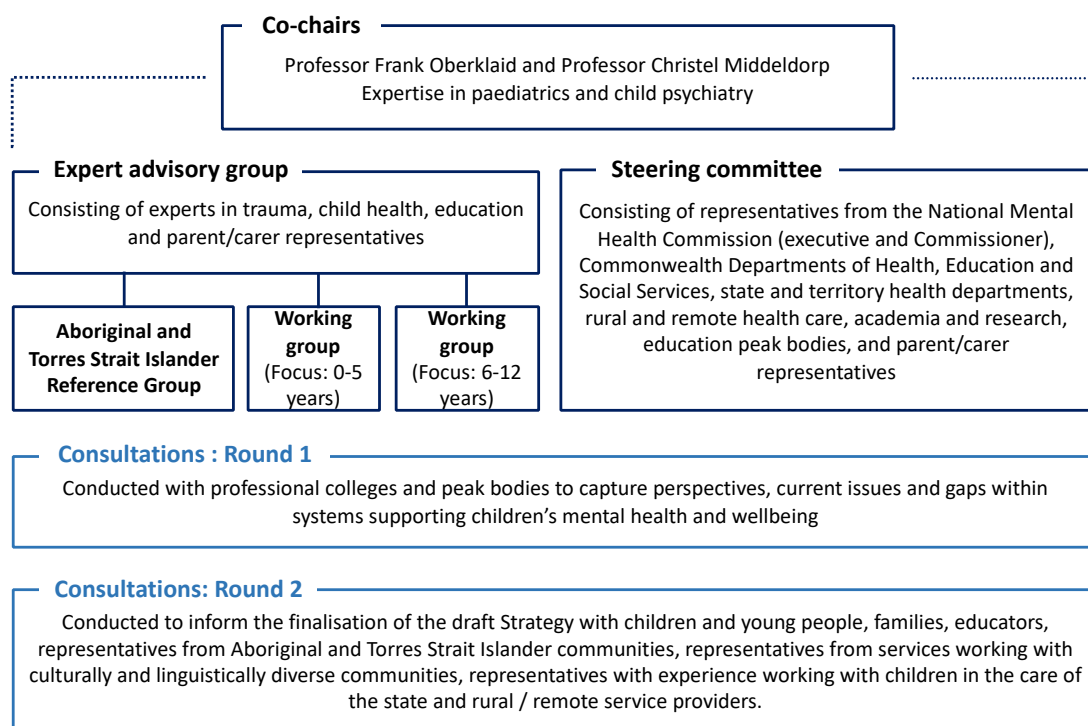 Co-chairs
Professor Frank Oberklaid and Professor Christel Middeldorp
Expertise in paediatrics and child psychiatry
Expert advisory group
Consisting of experts in trauma, child health, education
and parent/carer representatives
Aboriginal and
Torres Strait Islander
Reference Group
Working
group
(Focus: 0-5
years)
Working
group
(Focus: 6-12
years)
Steering committee
Consisting of representatives from the National Mental
Health Commission (executive and Commissioner),
Commonwealth Departments of Health, Education and
Social Services, state and territory health departments,
rural and remote health care, academia and research,
education peak bodies, and parent/carer
representatives
Consultations : Round 1
Conducted with professional colleges and peak bodies to capture perspectives, current issues and gaps within
systems supporting children’s mental health and wellbeing
Consultations: Round 2
Conducted to inform the finalisation of the draft Strategy with children and young people, families, educators,
representatives from Aboriginal and Torres Strait Islander communities, representatives from services working with
culturally and linguistically diverse communities, representatives with experience working with children in the care of
the state and rural / remote service providers.